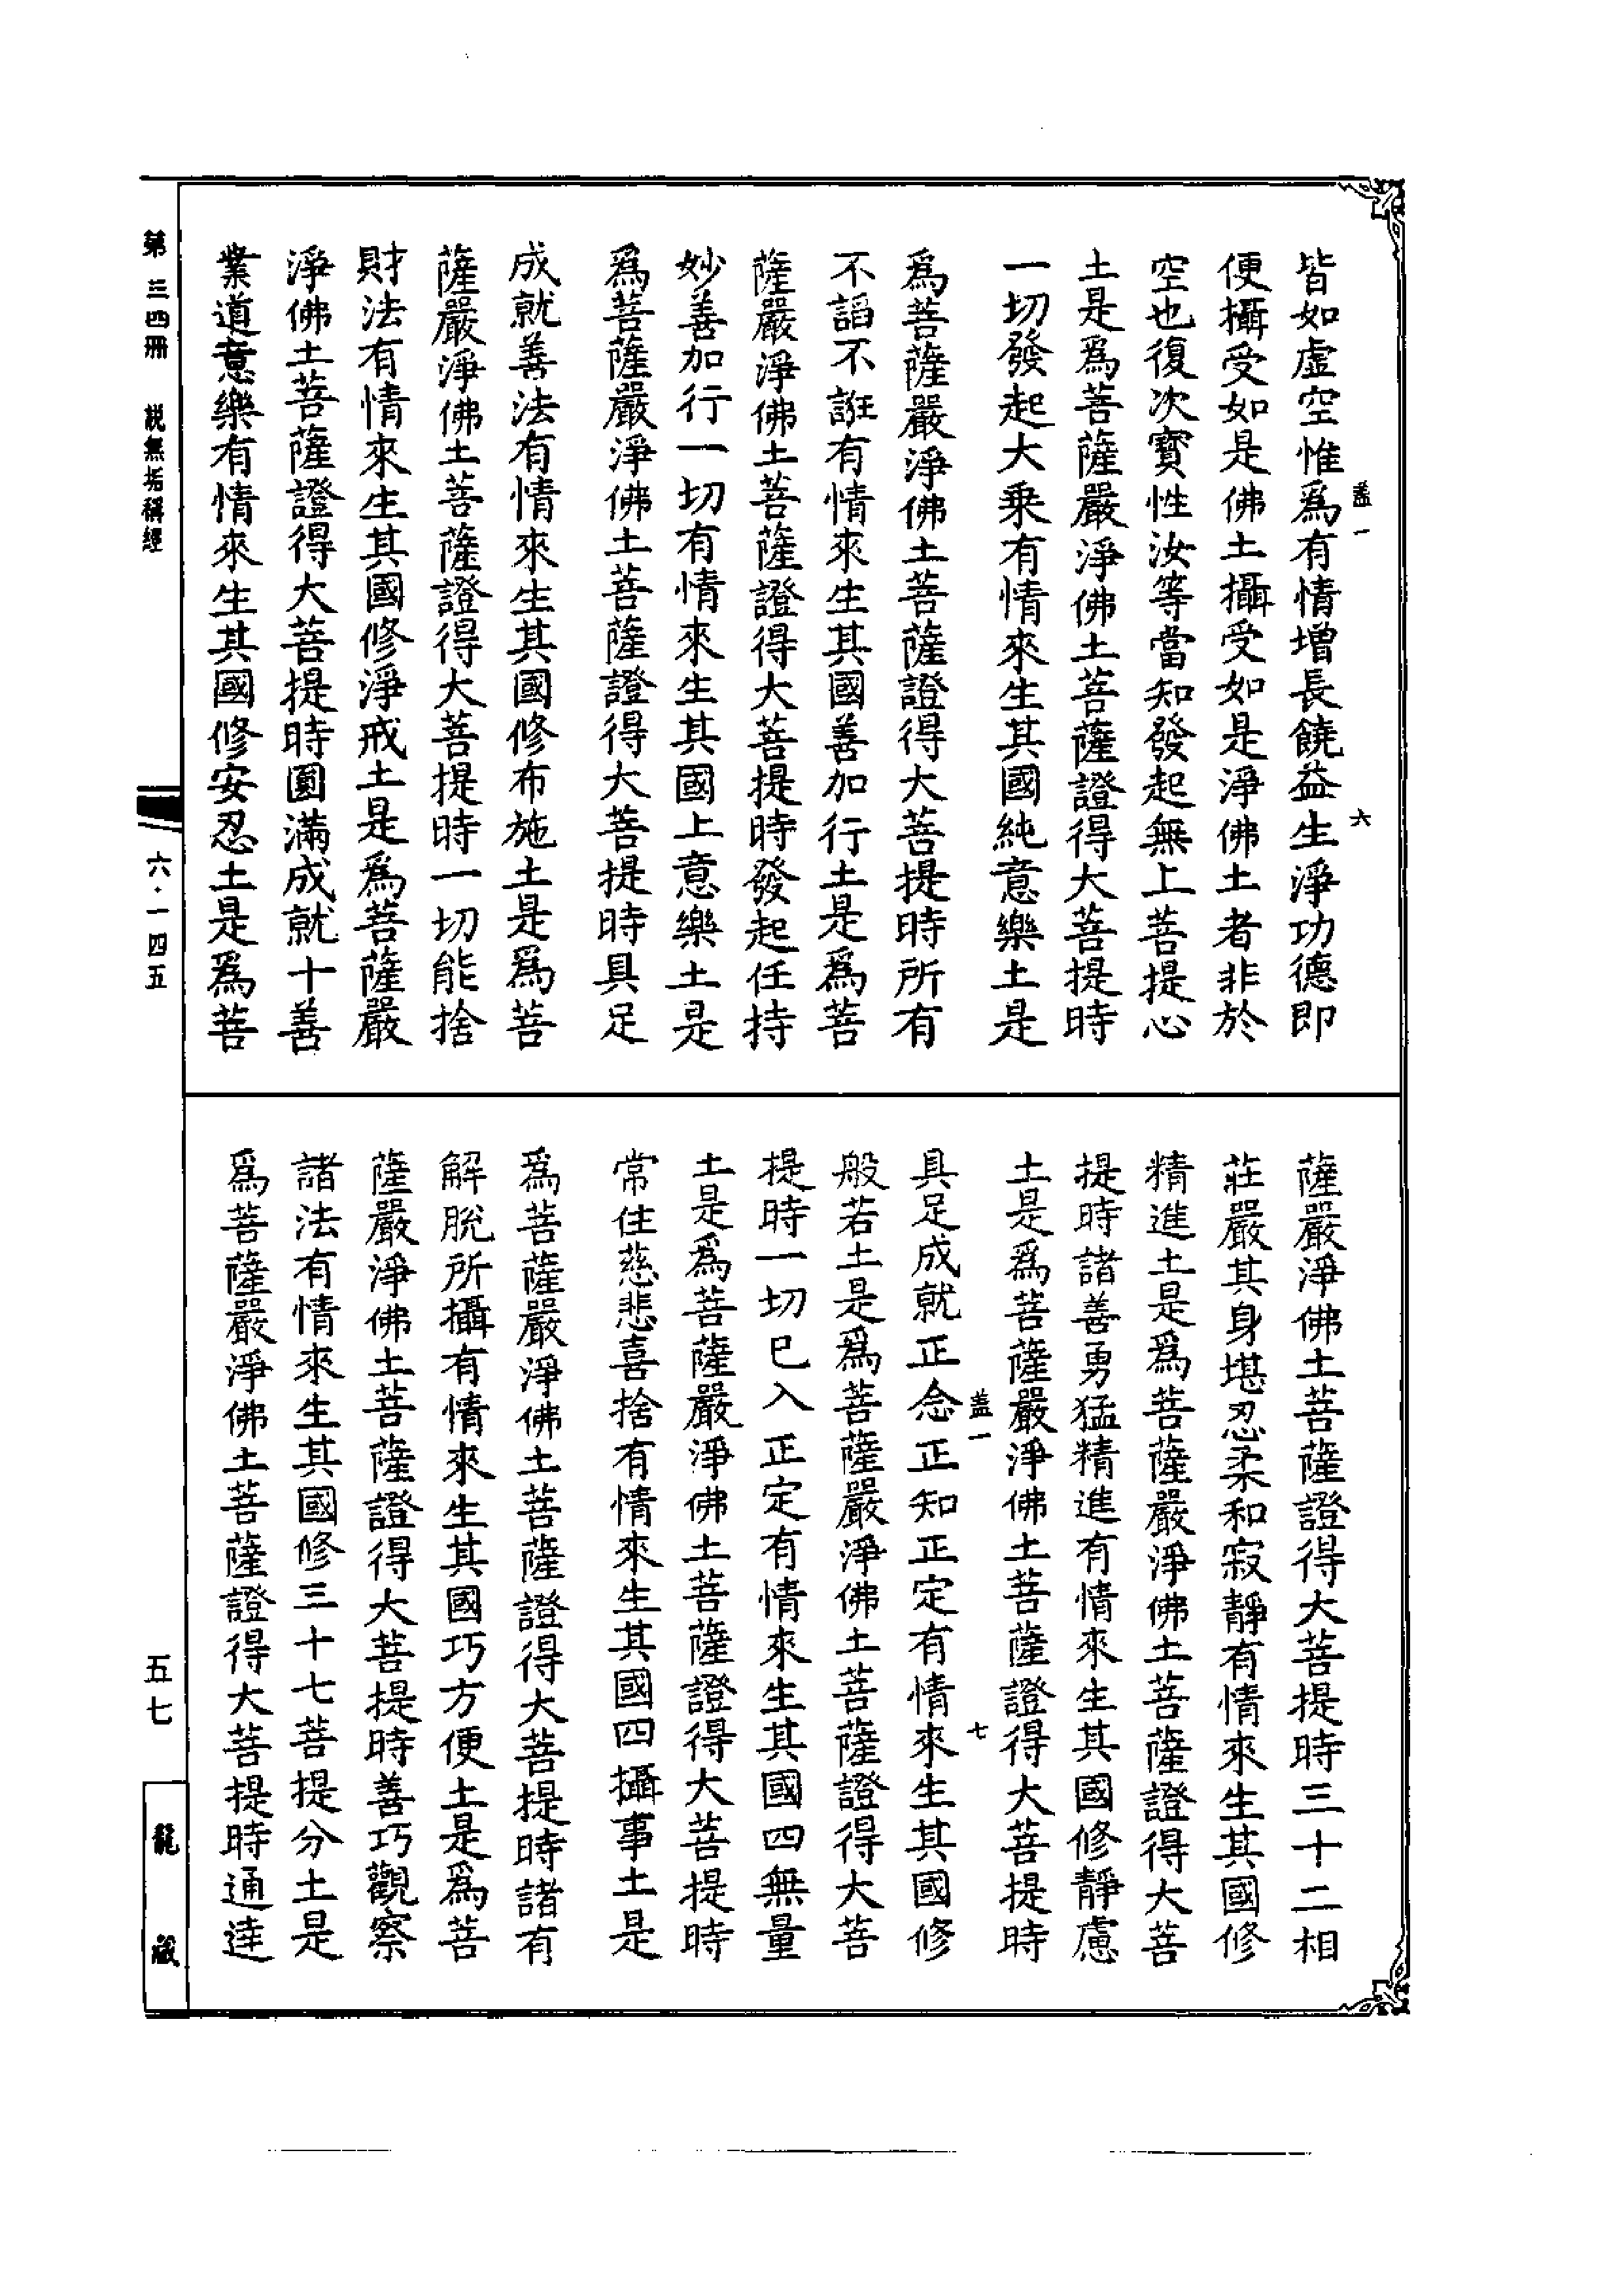 蓋一
六
皆如虛空惟爲有情增長饒益生淨功德即
便攝受如是佛土攝受如是淨佛土者非於
空也復次寶性汝等當知發起無上菩提心
土是爲菩薩嚴淨佛土菩薩證得大菩提時
一切發起大乘有情來生其國純意樂土是
爲菩薩嚴淨佛土菩薩證得大菩提時所有
不諂不誑有情來生其國善加行土是爲菩
薩嚴淨佛土菩薩證得大菩提時發起任持
妙善加行一切有情來生其國上意樂土是
爲菩薩嚴淨佛土菩薩證得大菩提時具足
成就善法有情來生其國修布施土是爲菩
薩嚴淨佛土菩薩證得大菩提時一切能捨
財法有情來生其國修淨戒土是爲菩薩嚴
淨佛土菩薩證得大菩提時圓滿成就十善
業道意樂有情來生其國修安忍土是爲菩
薩嚴淨佛土菩薩證得大菩提時三十二相
莊嚴其身堪忍柔和寂靜有情來生其國修
精進土是爲菩薩嚴淨佛土菩薩證得大菩
提時諸善勇猛精進有情來生其國修靜慮
土是爲菩薩嚴淨佛土菩薩證得大菩提時
蓋一
七
具足成就正念正知正定有情來生其國修
般若土是爲菩薩嚴淨佛土菩薩證得大菩
提時一切已入正定有情來生其國四無量
土是爲菩薩嚴淨佛土菩薩證得大菩提時
常住慈悲喜捨有情來生其國四攝事土是
爲菩薩嚴淨佛土菩薩證得大菩提時諸有
解脫所攝有情來生其國巧方便土是爲菩
薩嚴淨佛土菩薩證得大菩提時善巧觀察
諸法有情來生其國修三十七菩提分土是
爲菩薩嚴淨佛土菩薩證得大菩提時通達
第三四冊 說無垢稱經
六·一四五
五七
龍藏